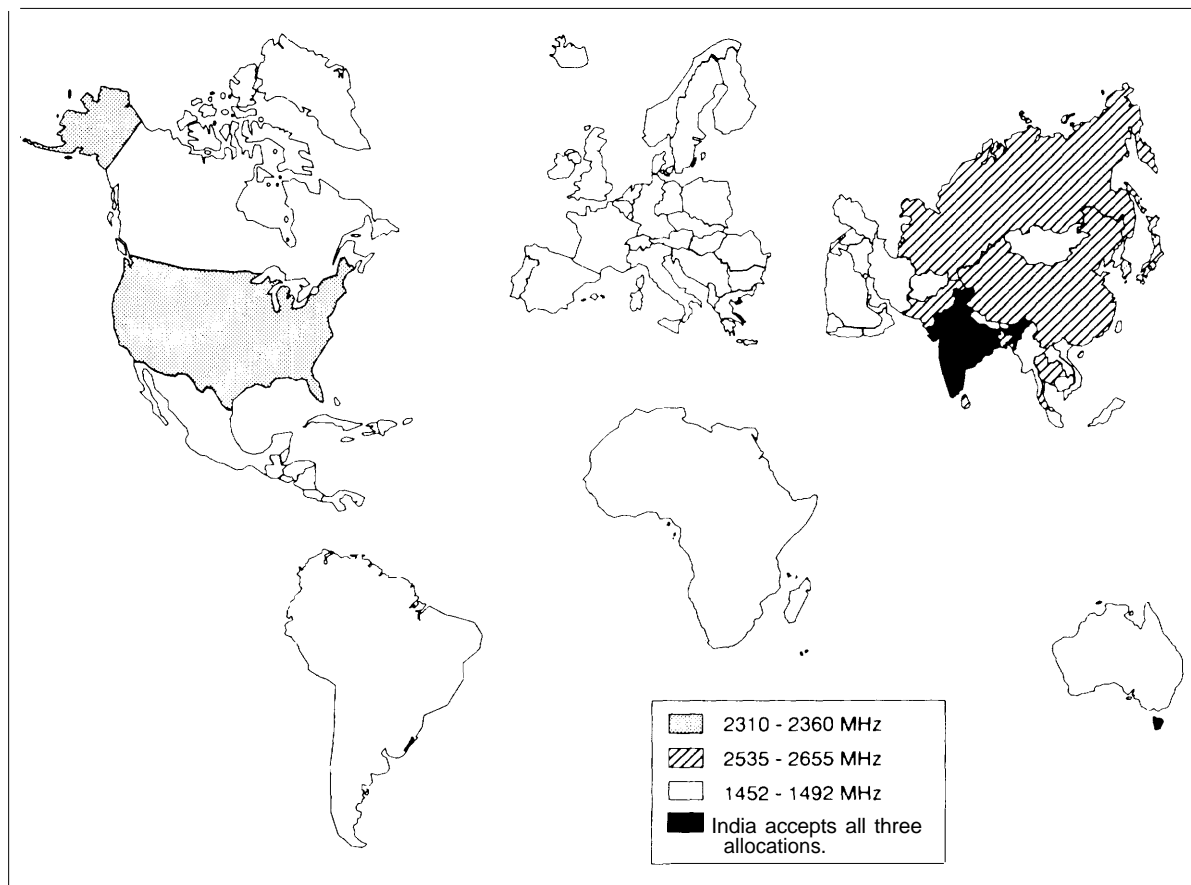 2310 - 2360 MHz
2535 - 2655 MHz
1452 - 1492 MHz
India accepts all three
allocations.